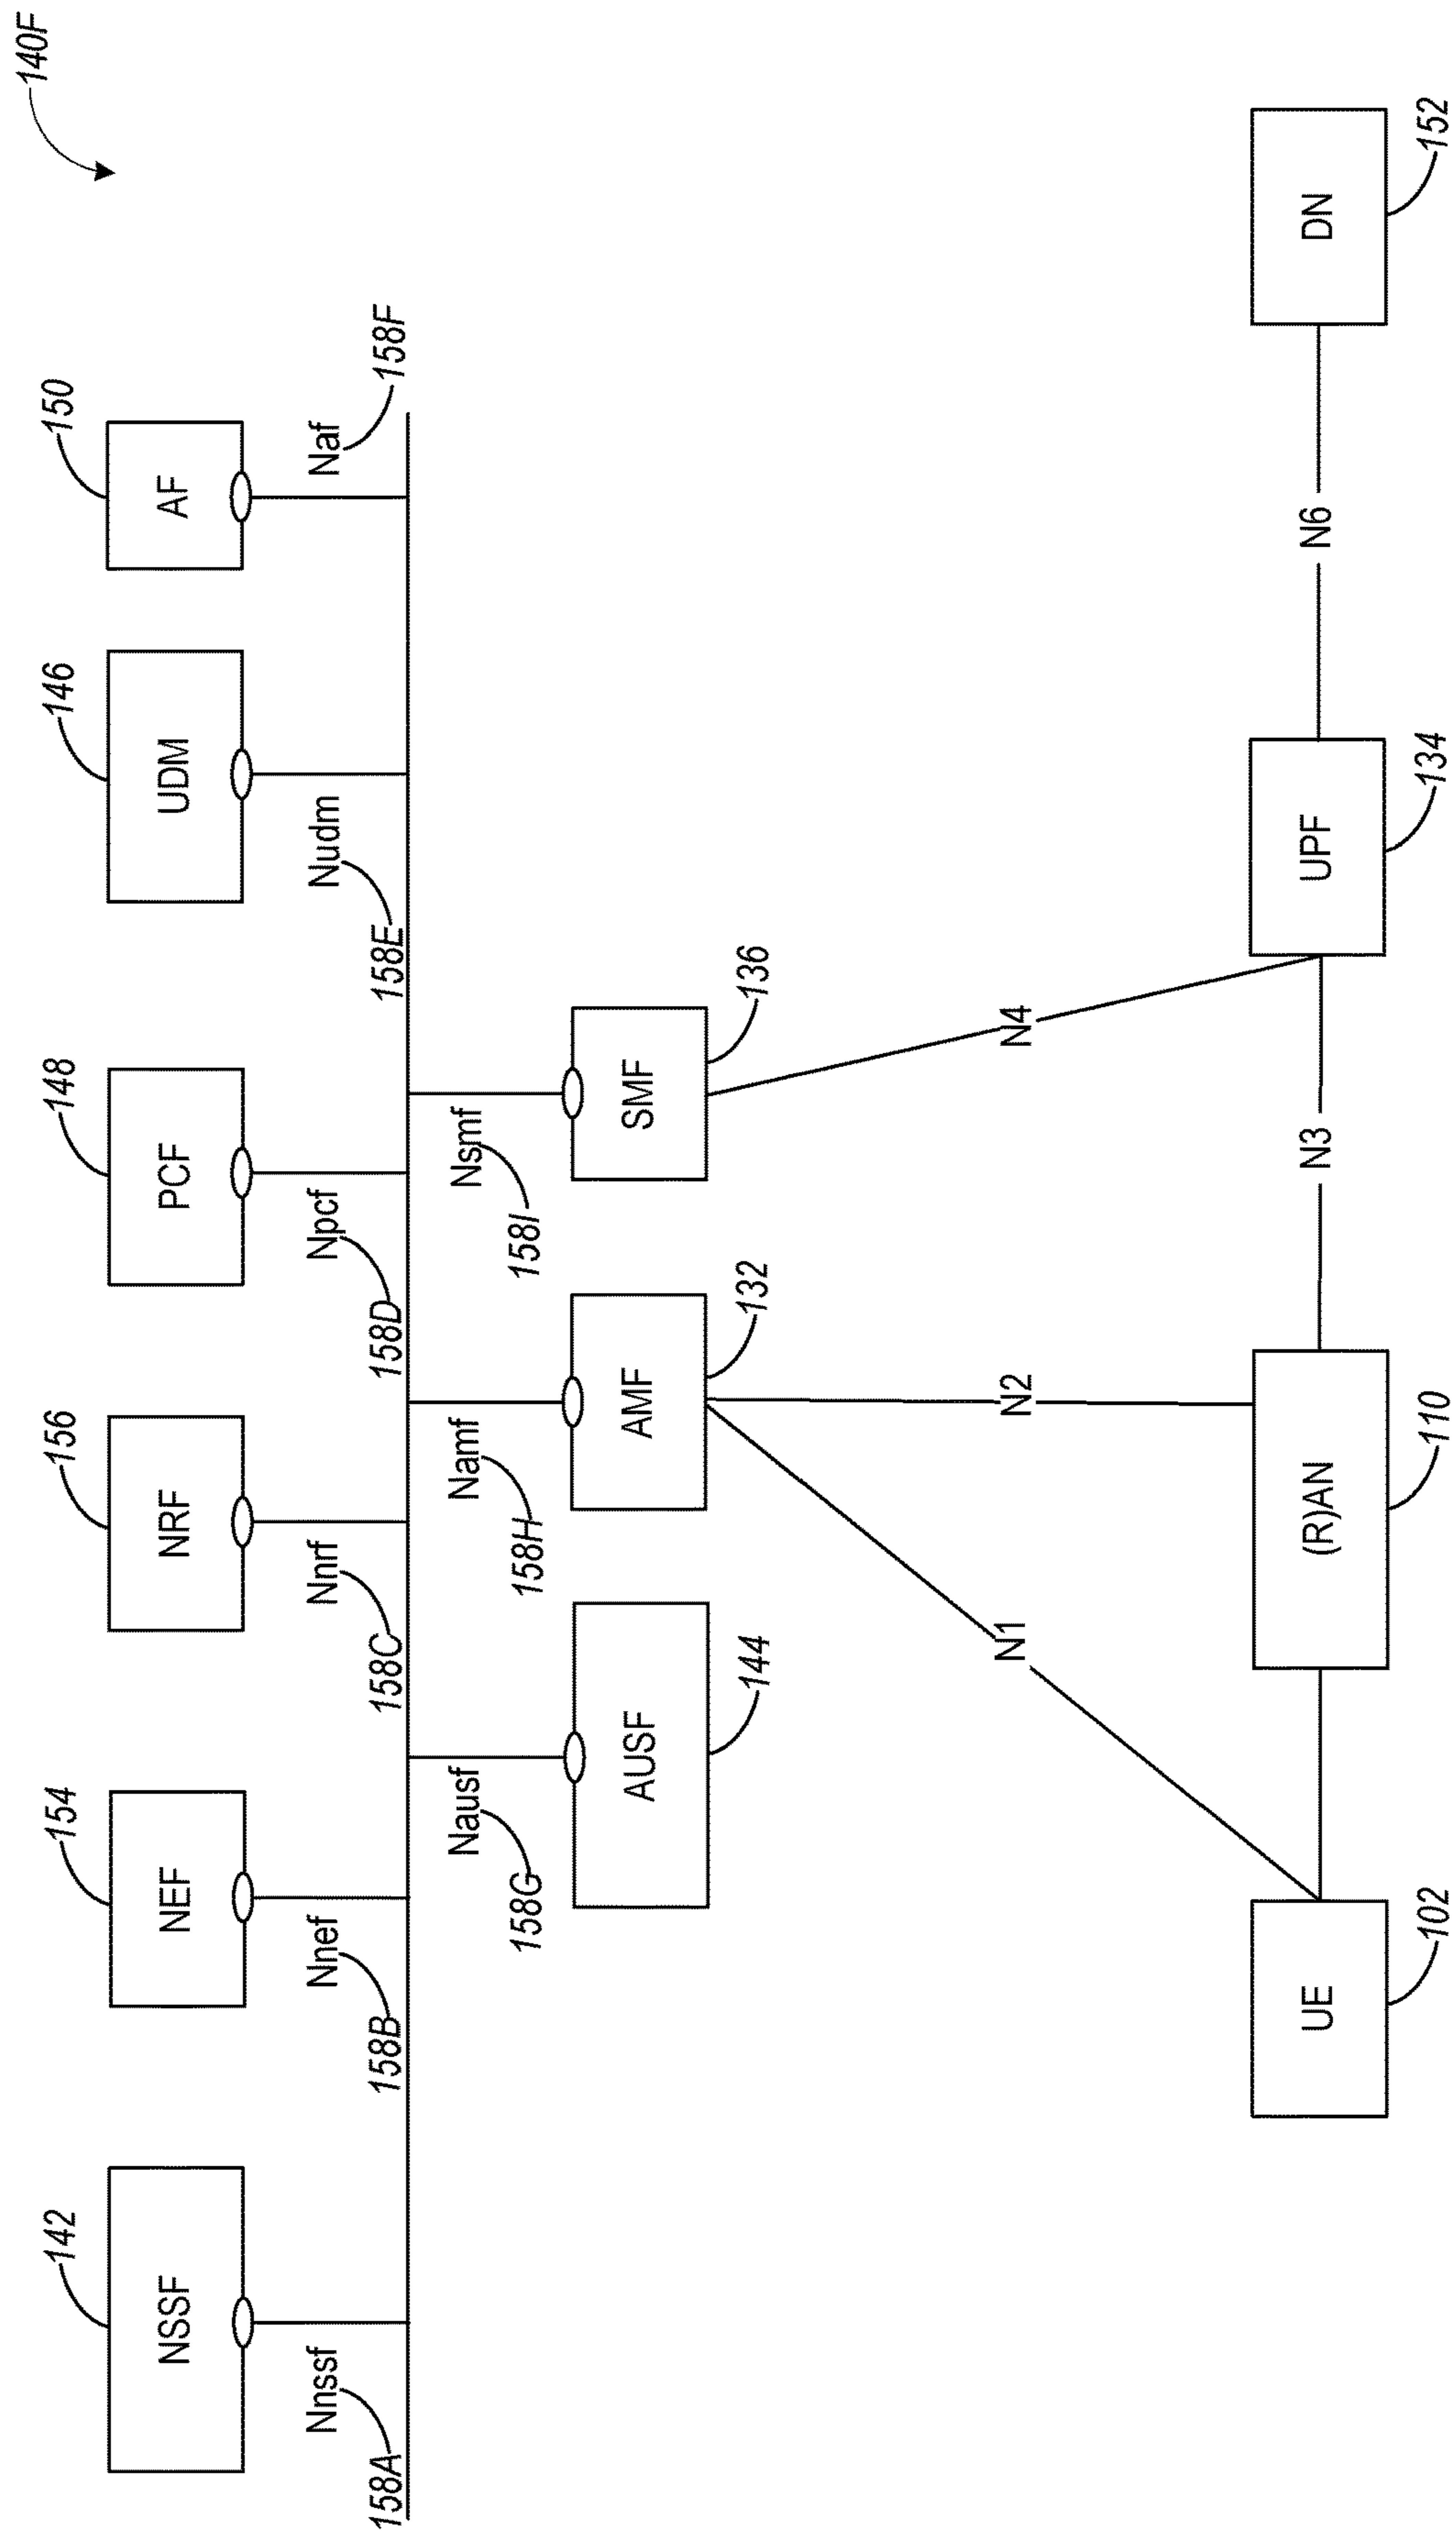 140F
142
154
156
148
146
150
NSSF
NEF
NRF
PCF
UDM
AF
Nnssf
Nnef
Nnrf
Npcf
Nudm
Naf
158A
158B
158C
158D
158E
158F
Nausf
Namf
Nsmf
158G
158H
158I
AUSF
AMF
SMF
144
132
136
N1
N2
N4
UE
(R)AN
N3
UPF
N6
DN
102
110
134
152